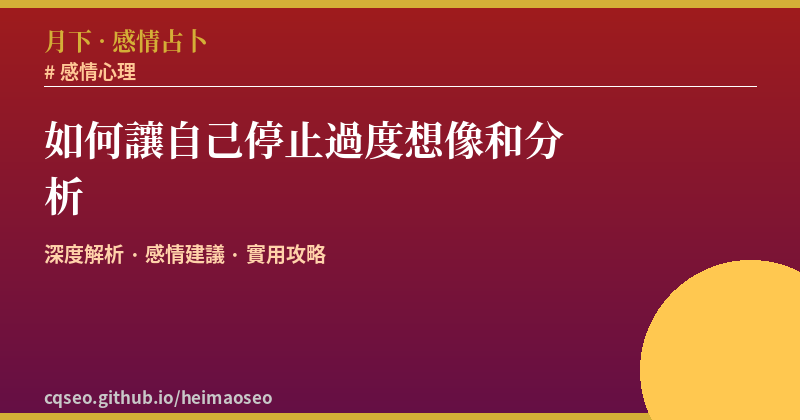 月下 · 感情占卜
# 感情心理
如何讓自己停止過度想像和分
析
深度解析 · 感情建議 · 實用攻略
cqseo.github.io/heimaoseo